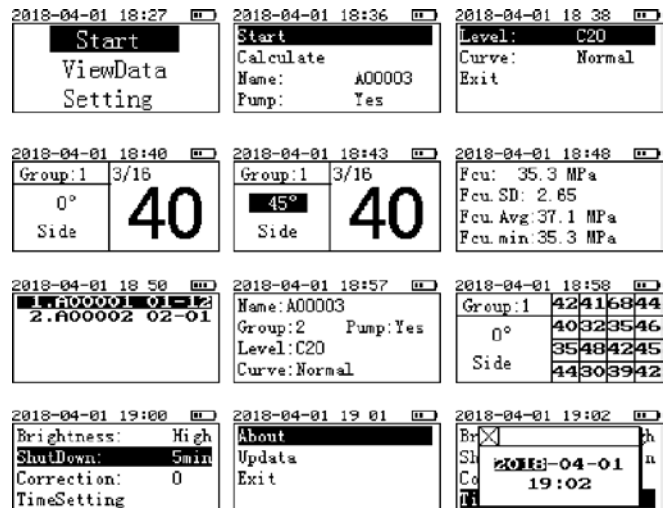 2018-04-01 18:27
Start
ViewData
Setting
2018-04-01 18:36
Start
Calculate
Name: A00003
Pump: Yes
2018-04-01 18 38
Level: C20
Curve: Normal
Exit
2018-04-01 18:40
Group:1 3/16
0°
Side
40
2018-04-01 18:43
Group:1 3/16
45°
Side
40
2018-04-01 18:48
Fcu: 35.3 MPa
Fcu.SD: 2.65
Fcu.Avg:37.1 MPa
Fcu.min:35.3 MPa
2018-04-01 18 50
1.A00001 01-12
2.A00002 02-01
2018-04-01 18:57
Name:A00003
Group:2 Pump:Yes
Level:C20
Curve:Normal
2018-04-01 18:58
Group:1
0°
Side
42 41 68 44
40 32 35 46
35 48 42 45
44 30 39 42
2018-04-01 19:00
Brightness: High
ShutDown: 5min
Correction: 0
TimeSetting
2018-04-01 19 01
About
Updata
Exit
2018-04-01 19:02
Br h
Sh n
Co
Ti
2018-04-01
19:02